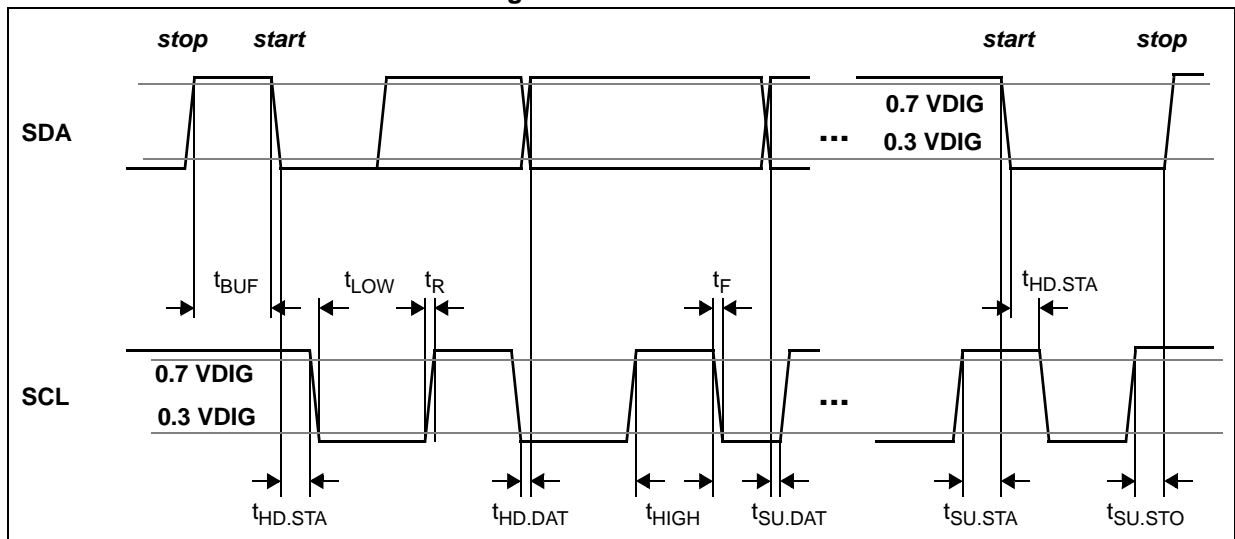 stop start start stop
SDA
0.7 VDIG
0.3 VDIG
...
tBUF tLOW tR tF tHD.STA
SCL
0.7 VDIG
0.3 VDIG
...
tHD.STA tHD.DAT tHIGH tSU.DAT tSU.STA tSU.STO